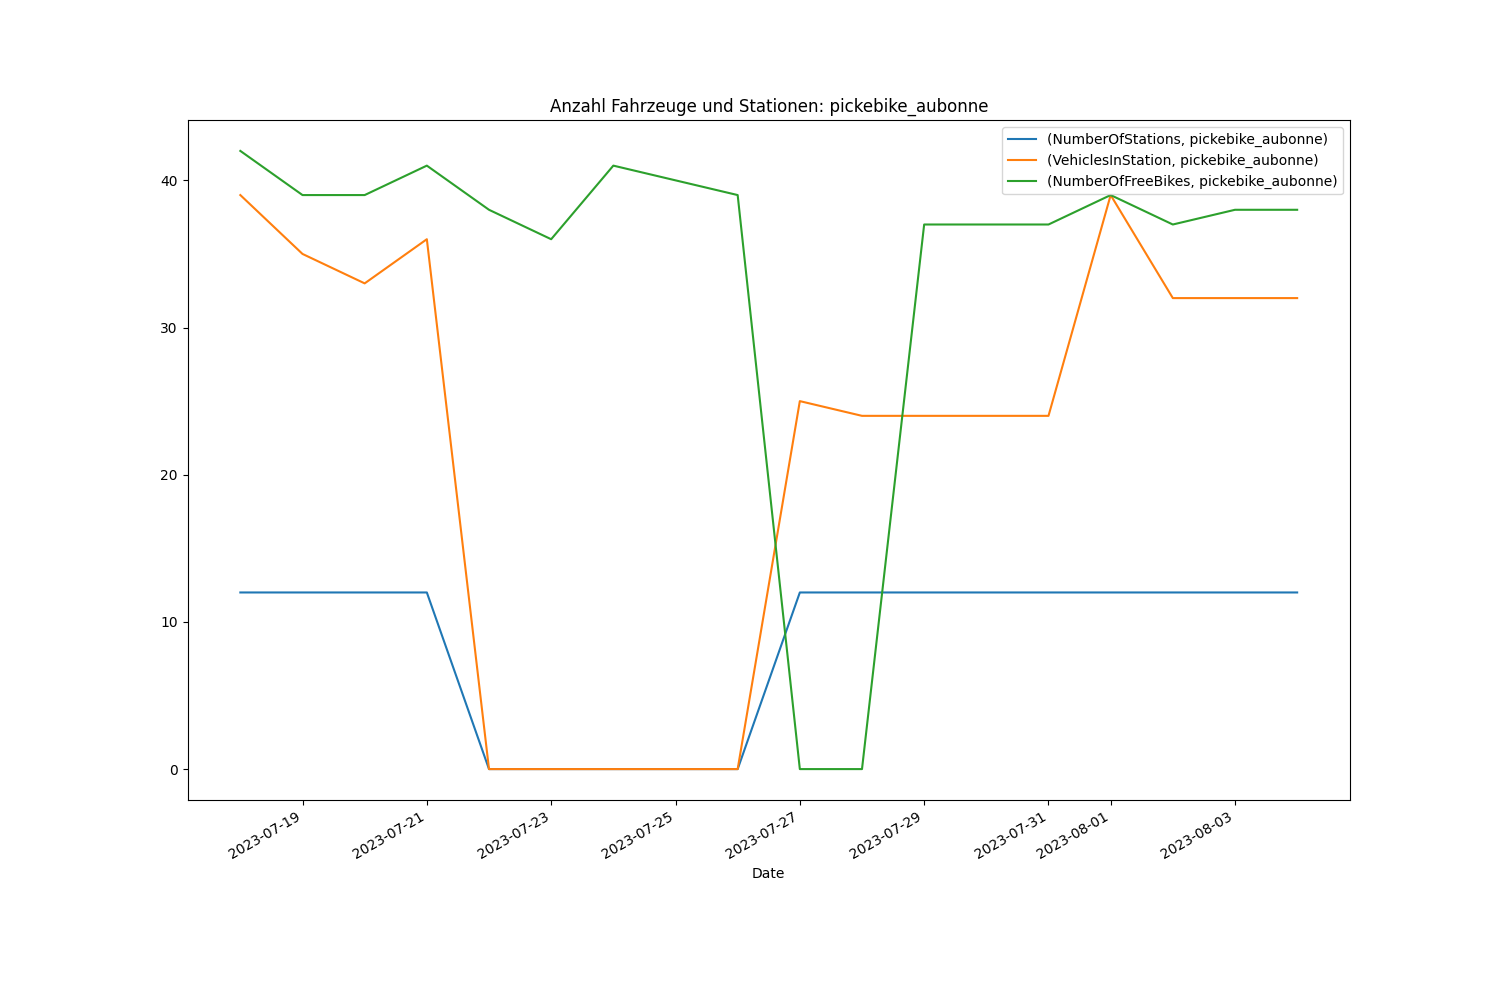 Anzahl Fahrzeuge und Stationen: pickebike_aubonne
(NumberOfStations, pickebike_aubonne)
(VehiclesInStation, pickebike_aubonne)
(NumberOfFreeBikes, pickebike_aubonne)
40
30
20
10
0
2023-07-19
2023-07-21
2023-07-23
2023-07-25
2023-07-27
2023-07-29
2023-07-31
2023-08-01
2023-08-03
Date